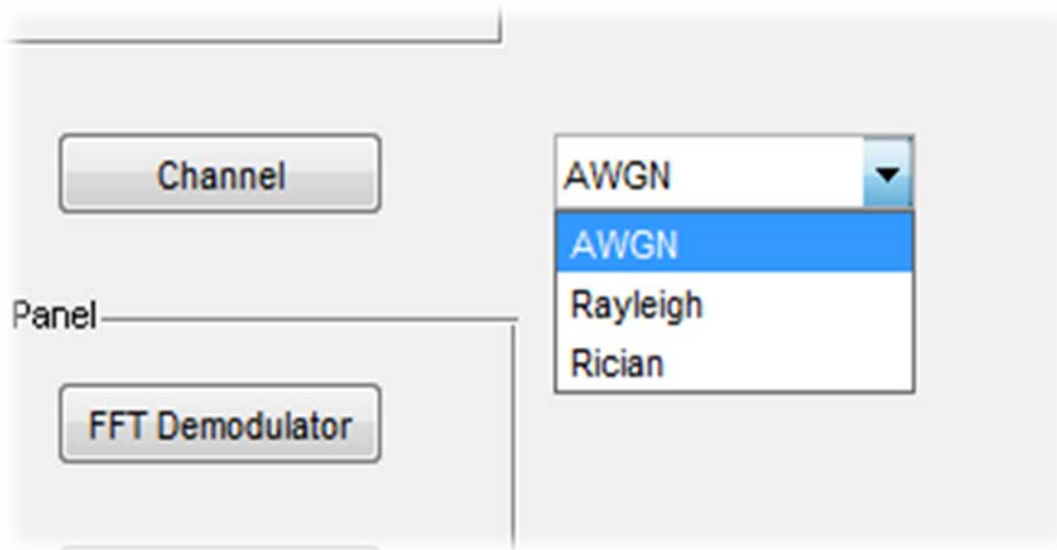 Channel
AWGN
AWGN
Rayleigh
Rician
Panel
FFT Demodulator